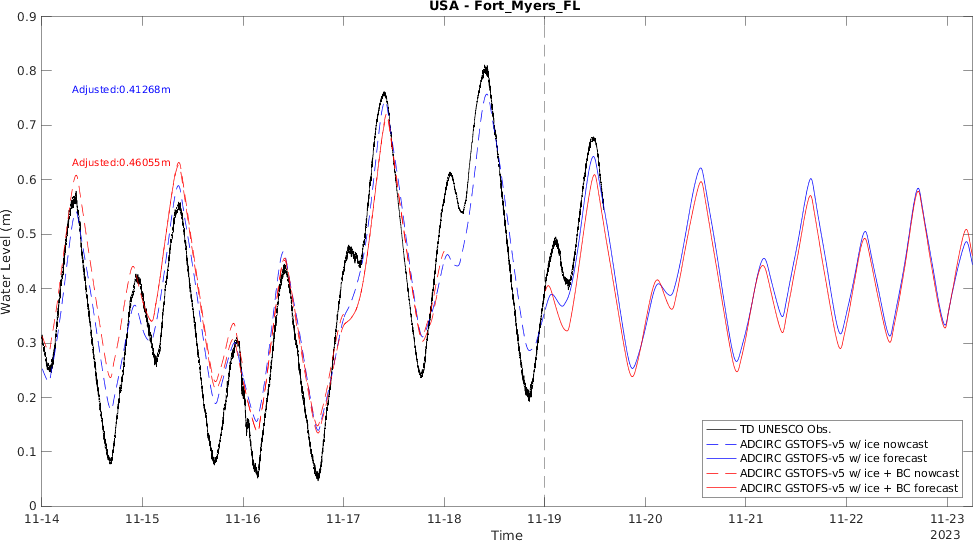 USA - Fort_Myers_FL
0.9
0.8
0.7
0.6
0.5
0.4
0.3
0.2
0.1
0
Water Level (m)
Adjusted:0.41268m
Adjusted:0.46055m
TD UNESCO Obs.
ADCIRC GSTOFS-v5 w/ ice nowcast
ADCIRC GSTOFS-v5 w/ ice forecast
ADCIRC GSTOFS-v5 w/ ice + BC nowcast
ADCIRC GSTOFS-v5 w/ ice + BC forecast
11-14 11-15 11-16 11-17 11-18 11-19 11-20 11-21 11-22 11-23
Time
2023